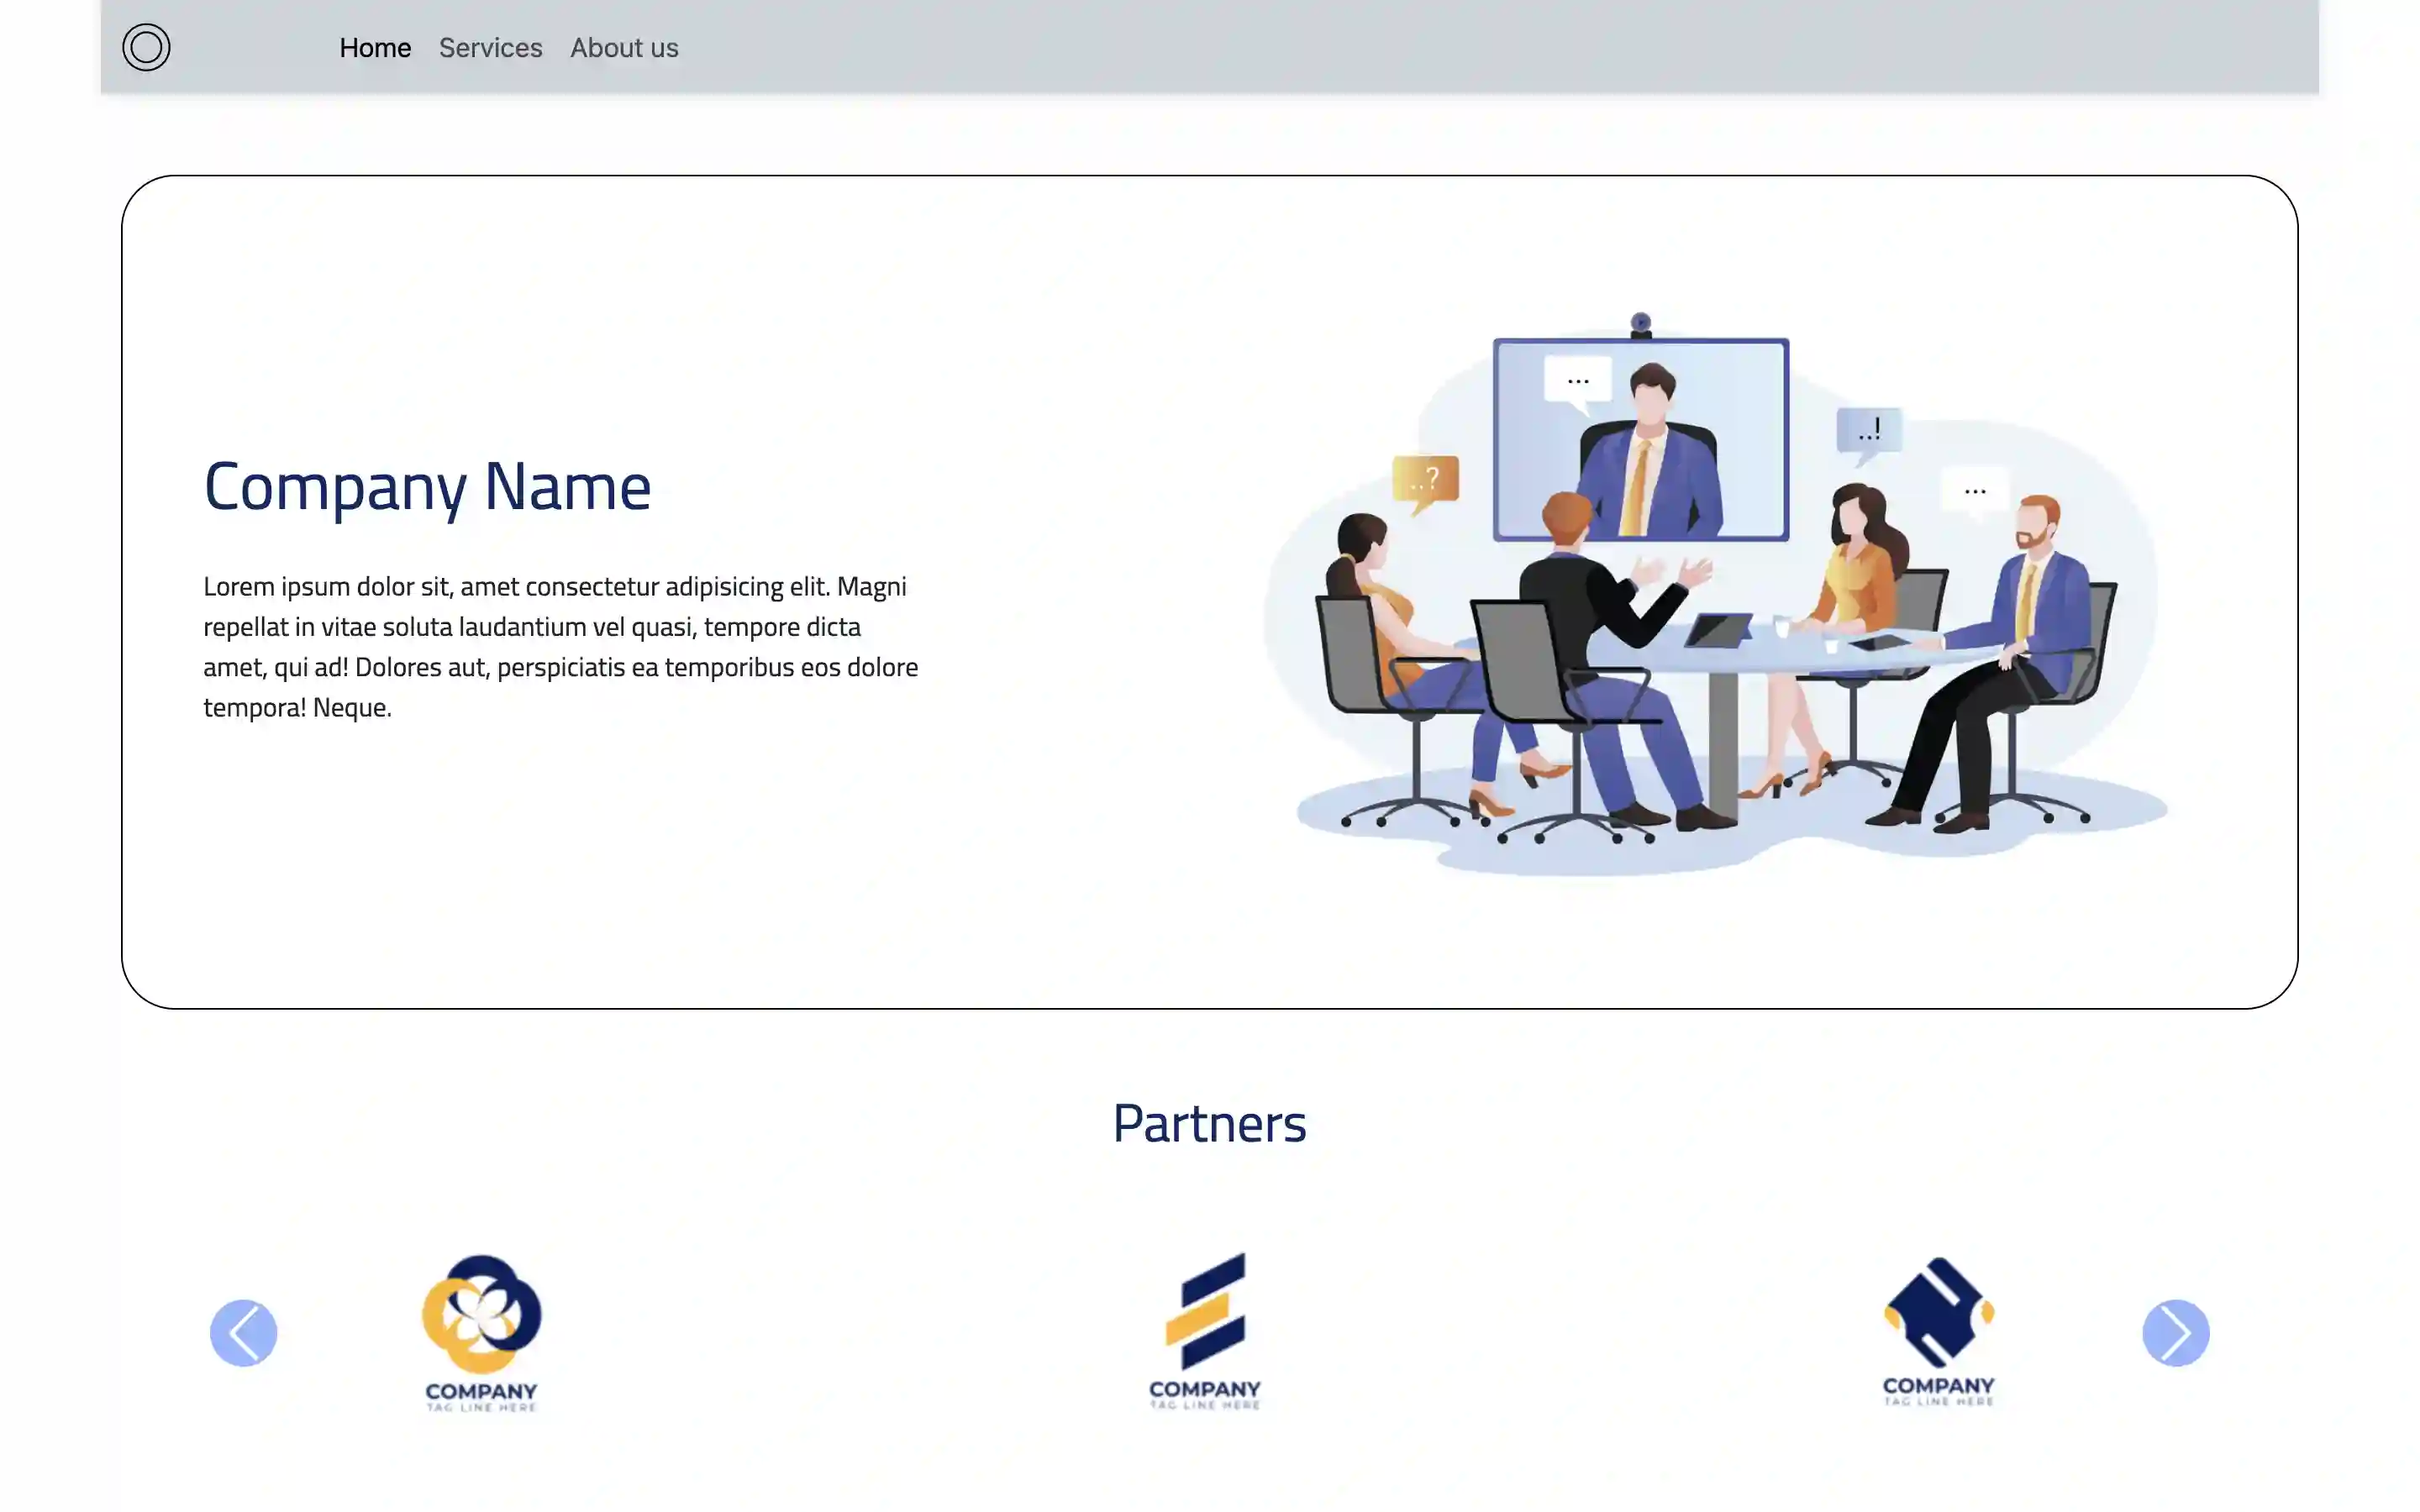 Home Services About us
...
..!
..?
...
Company Name
Lorem ipsum dolor sit, amet consectetur adipisicing elit. Magni
repellat in vitae soluta laudantium vel quasi, tempore dicta
amet, qui ad! Dolores aut, perspiciatis ea temporibus eos dolore
tempora! Neque.
Partners
COMPANY
TAG LINE HERE
COMPANY
TAG LINE HERE
COMPANY
TAG LINE HERE